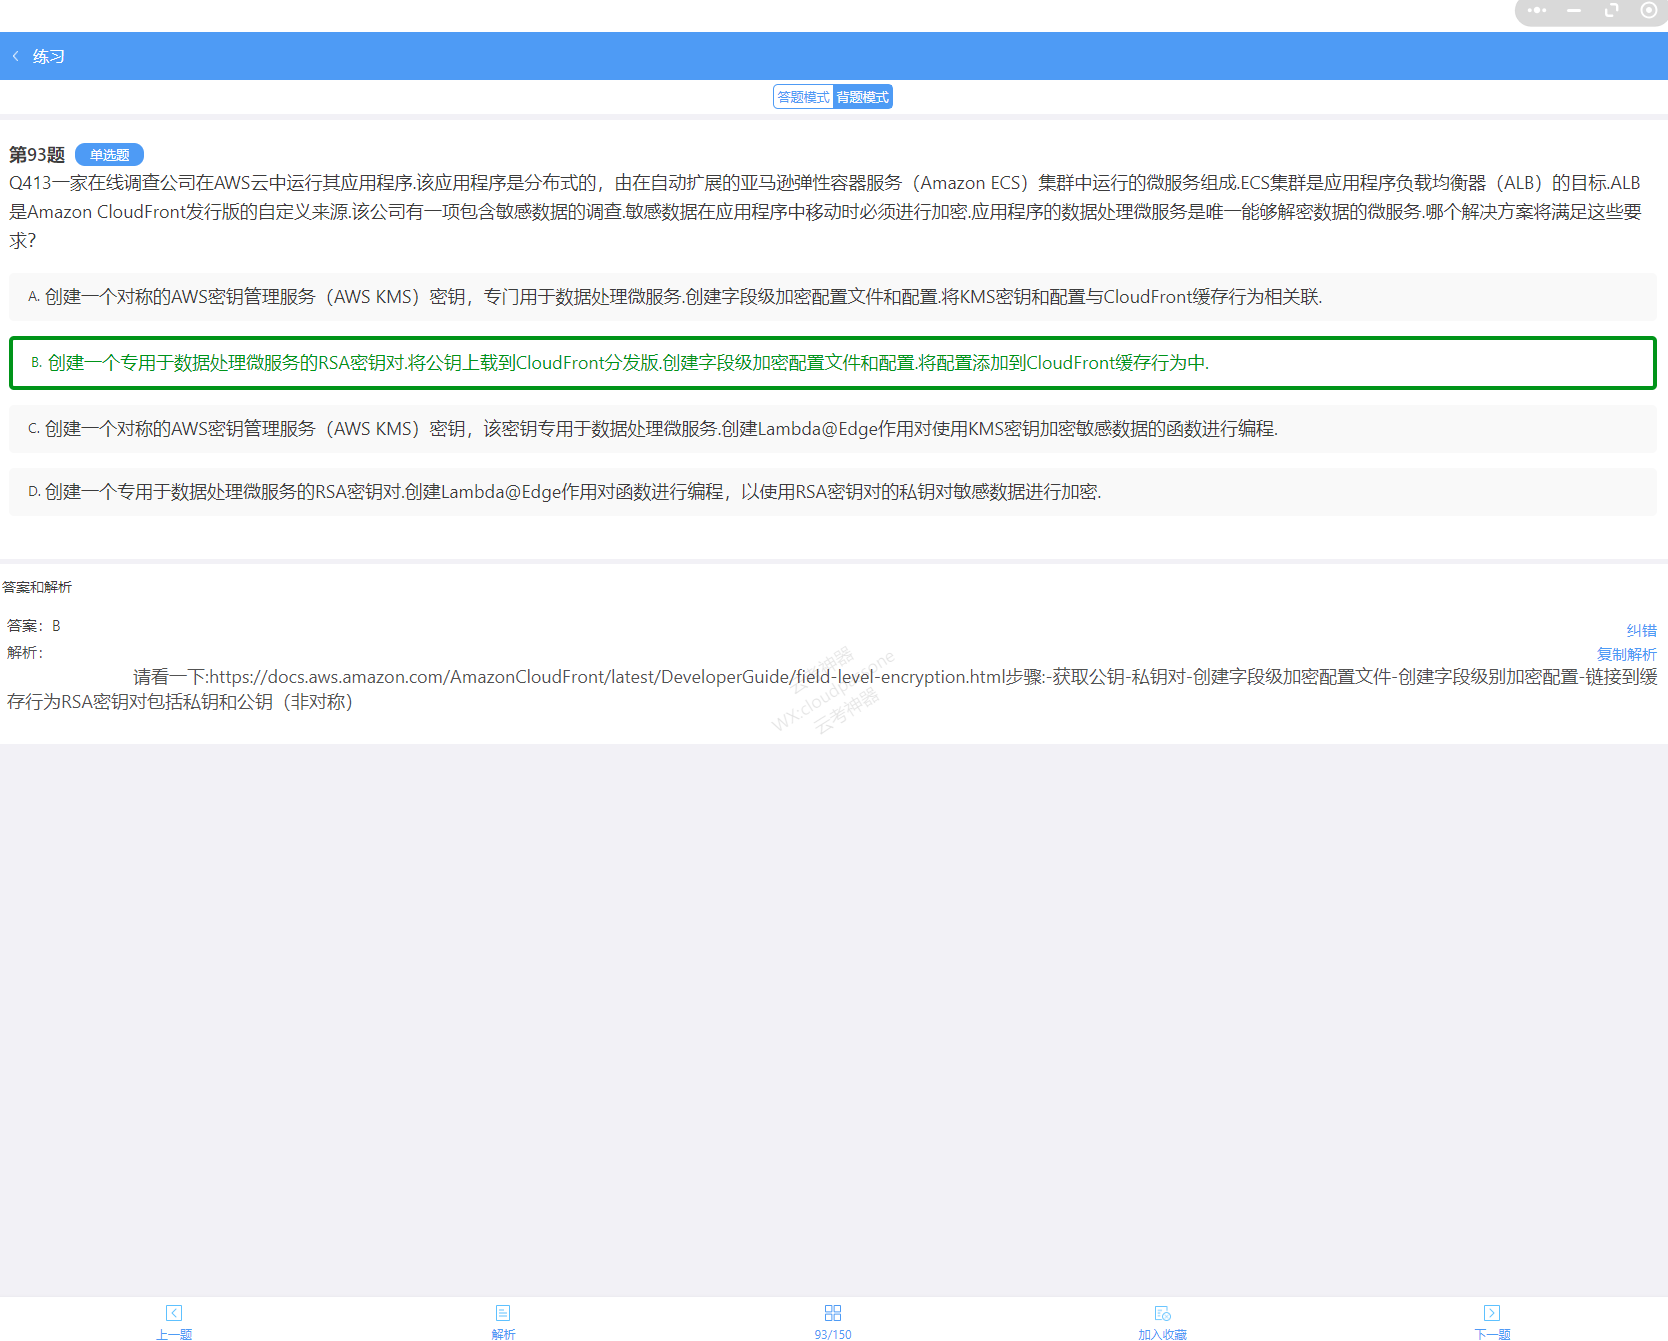 练习
答题模式 背题模式
第93题 单选题
Q413一家在线调查公司在AWS云中运行其应用程序.该应用程序是分布式的，由在自动扩展的亚马逊弹性容器服务（Amazon ECS）集群中运行的微服务组成.ECS集群是应用程序负载均衡器（ALB）的目标.ALB
是Amazon CloudFront发行版的自定义来源.该公司有一项包含敏感数据的调查.敏感数据在应用程序中移动时必须进行加密.应用程序的数据处理微服务是唯一能够解密数据的微服务.哪个解决方案将满足这些要
求?
A. 创建一个对称的AWS密钥管理服务（AWS KMS）密钥，专门用于数据处理微服务.创建字段级加密配置文件和配置.将KMS密钥和配置与CloudFront缓存行为相关联.
B. 创建一个专用于数据处理微服务的RSA密钥对.将公钥上载到CloudFront分发版.创建字段级加密配置文件和配置.将配置添加到CloudFront缓存行为中.
C. 创建一个对称的AWS密钥管理服务（AWS KMS）密钥，该密钥专用于数据处理微服务.创建Lambda@Edge作用对使用KMS密钥加密敏感数据的函数进行编程.
D. 创建一个专用于数据处理微服务的RSA密钥对.创建Lambda@Edge作用对函数进行编程，以使用RSA密钥对的私钥对敏感数据进行加密.
答案和解析
答案：B
纠错
解析：
复制解析
请看一下:https://docs.aws.amazon.com/AmazonCloudFront/latest/DeveloperGuide/field-level-encryption.html步骤:-获取公钥-私钥对-创建字段级加密配置文件-创建字段级别加密配置-链接到缓
存行为RSA密钥对包括私钥和公钥（非对称）
云考神器
上一题 解析 93/150 加入收藏 下一题